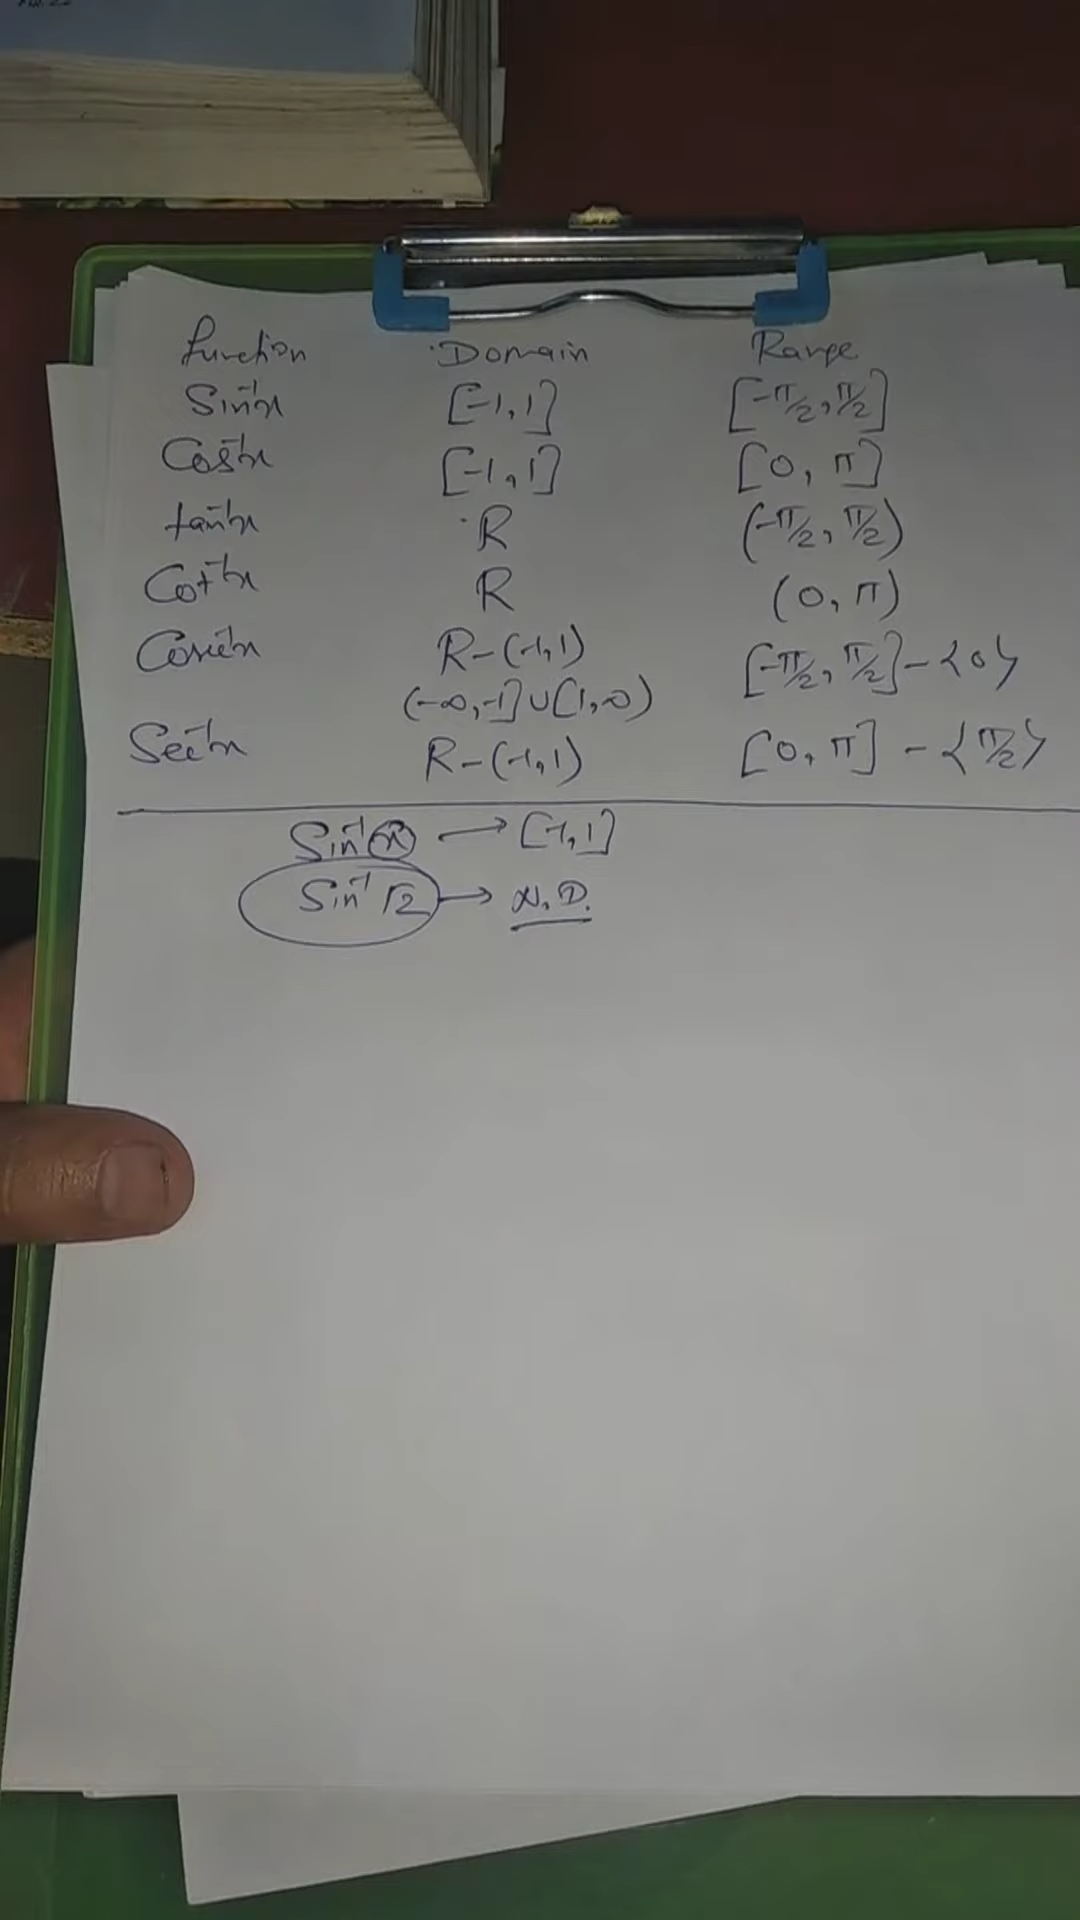 function Domain Range
Sin⁻¹x [-1,1] [-π/2, π/2]
Cos⁻¹x [-1,1] [0, π]
tan⁻¹x R (-π/2, π/2)
Cot⁻¹x R (0, π)
Cosec⁻¹x R-(-1,1) [-π/2, π/2]-{0}
(-∞,-1]∪[1,∞)
Sec⁻¹x R-(-1,1) [0, π] - {π/2}
Sin⁻¹x → [-1,1]
Sin⁻¹√2 → N.D.